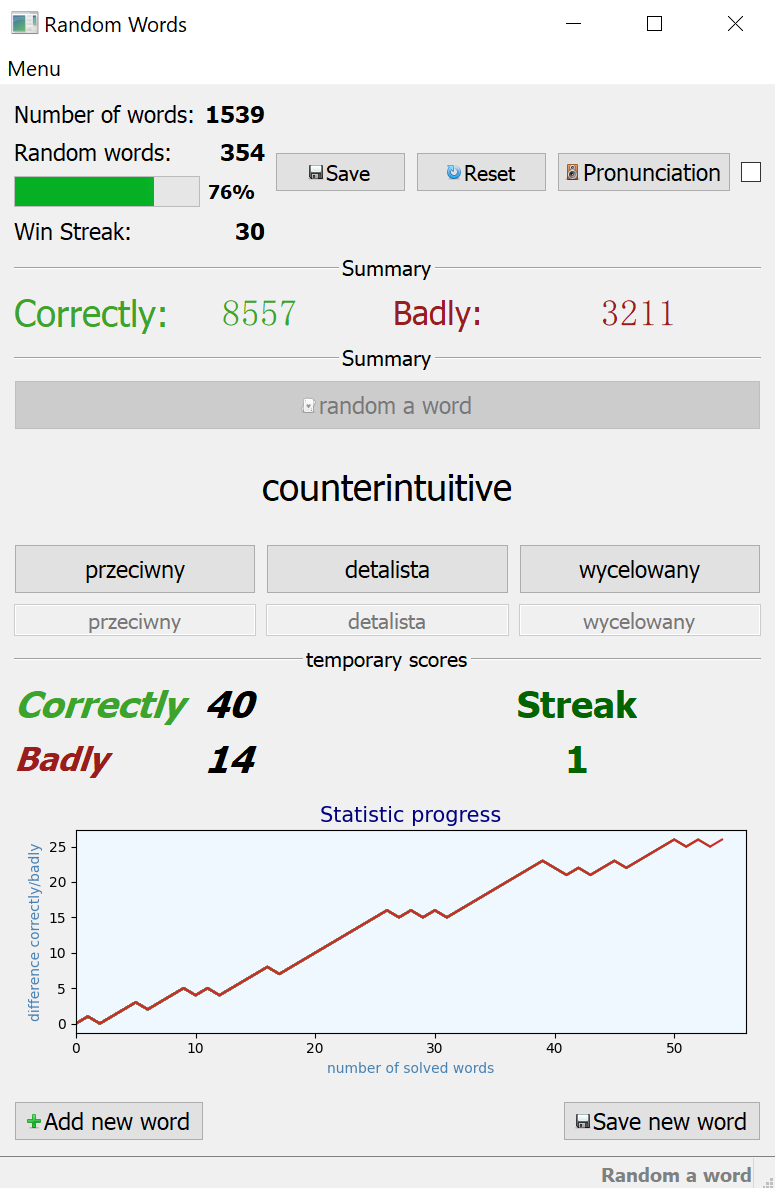 Random Words
Menu
Number of words: 1539
Random words: 354
Save Reset Pronunciation
76%
Win Streak: 30
Summary
Correctly: 8557 Badly: 3211
Summary
random a word
counterintuitive
przeciwny detalista wycelowany
przeciwny detalista wycelowany
temporary scores
Correctly 40 Streak
Badly 14 1
Statistic progress
difference correctly/badly
25
20
15
10
5
0
0 10 20 30 40 50
number of solved words
Add new word Save new word
Random a word